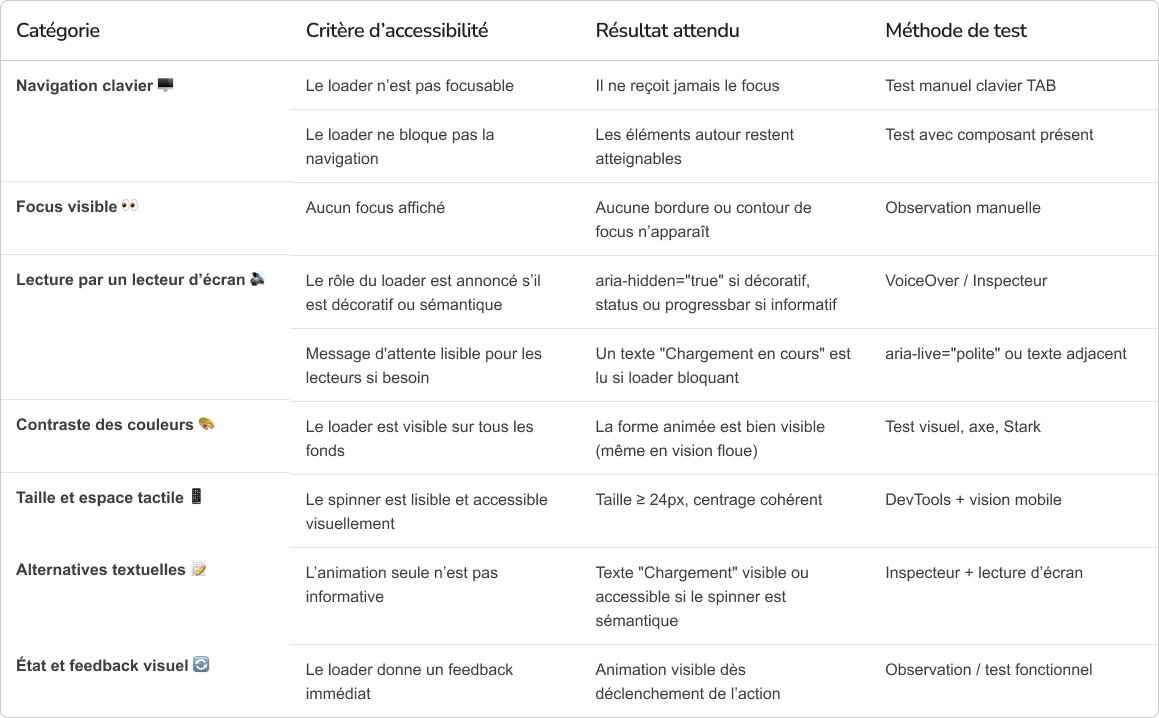 Catégorie
Critère d’accessibilité
Résultat attendu
Méthode de test
Navigation clavier 🖥️
Le loader n’est pas focusable
Il ne reçoit jamais le focus
Test manuel clavier TAB
Le loader ne bloque pas la
navigation
Les éléments autour restent
atteignables
Test avec composant présent
Focus visible 👀
Aucun focus affiché
Aucune bordure ou contour de
focus n’apparaît
Observation manuelle
Lecture par un lecteur d’écran 🔊
Le rôle du loader est annoncé s’il
est décoratif ou sémantique
aria-hidden="true" si décoratif,
status ou progressbar si informatif
VoiceOver / Inspecteur
Message d'attente lisible pour les
lecteurs si besoin
Un texte "Chargement en cours" est
lu si loader bloquant
aria-live="polite" ou texte adjacent
Contraste des couleurs 🎨
Le loader est visible sur tous les
fonds
La forme animée est bien visible
(même en vision floue)
Test visuel, axe, Stark
Taille et espace tactile 📱
Le spinner est lisible et accessible
visuellement
Taille ≥ 24px, centrage cohérent
DevTools + vision mobile
Alternatives textuelles 📝
L’animation seule n’est pas
informative
Texte "Chargement" visible ou
accessible si le spinner est
sémantique
Inspecteur + lecture d’écran
État et feedback visuel 🔄
Le loader donne un feedback
immédiat
Animation visible dès
déclenchement de l’action
Observation / test fonctionnel